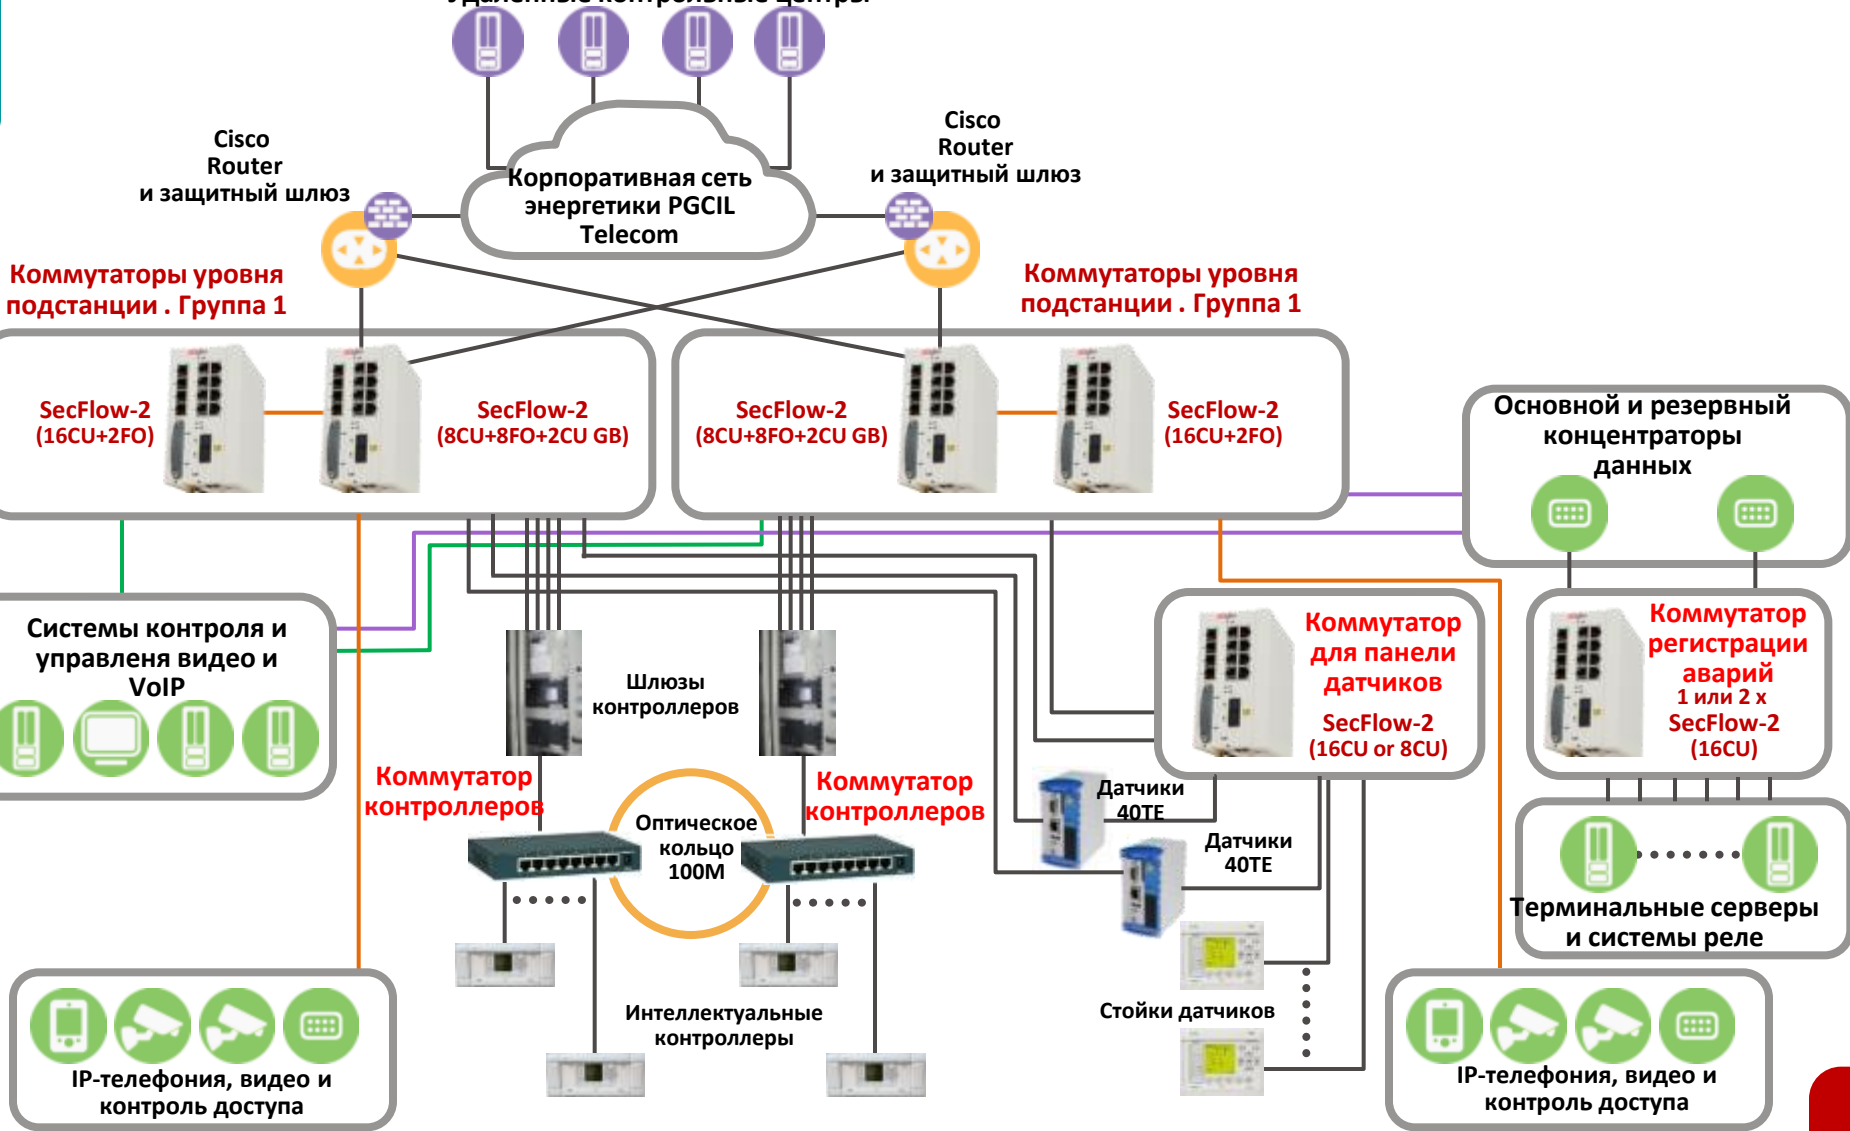 Удаленные контрольные центры
Cisco
Router
и защитный шлюз
Cisco
Router
и защитный шлюз
Корпоративная сеть
энергетики PGCIL
Telecom
Коммутаторы уровня
подстанции . Группа 1
Коммутаторы уровня
подстанции . Группа 1
SecFlow-2
(16CU+2FO)
SecFlow-2
(8CU+8FO+2CU GB)
SecFlow-2
(8CU+8FO+2CU GB)
SecFlow-2
(16CU+2FO)
Основной и резервный
концентраторы
данных
Системы контроля и
управленя видео и
VoIP
Шлюзы
контроллеров
Коммутатор
для панели
датчиков
SecFlow-2
(16CU or 8CU)
Коммутатор
регистрации
аварий
1 или 2 x
SecFlow-2
(16CU)
Коммутатор
контроллеров
Коммутатор
контроллеров
Оптическое
кольцо
100M
Датчики
40TE
Датчики
40TE
Терминальные серверы
и системы реле
Интеллектуальные
контроллеры
Стойки датчиков
IP-телефония, видео и
контроль доступа
IP-телефония, видео и
контроль доступа